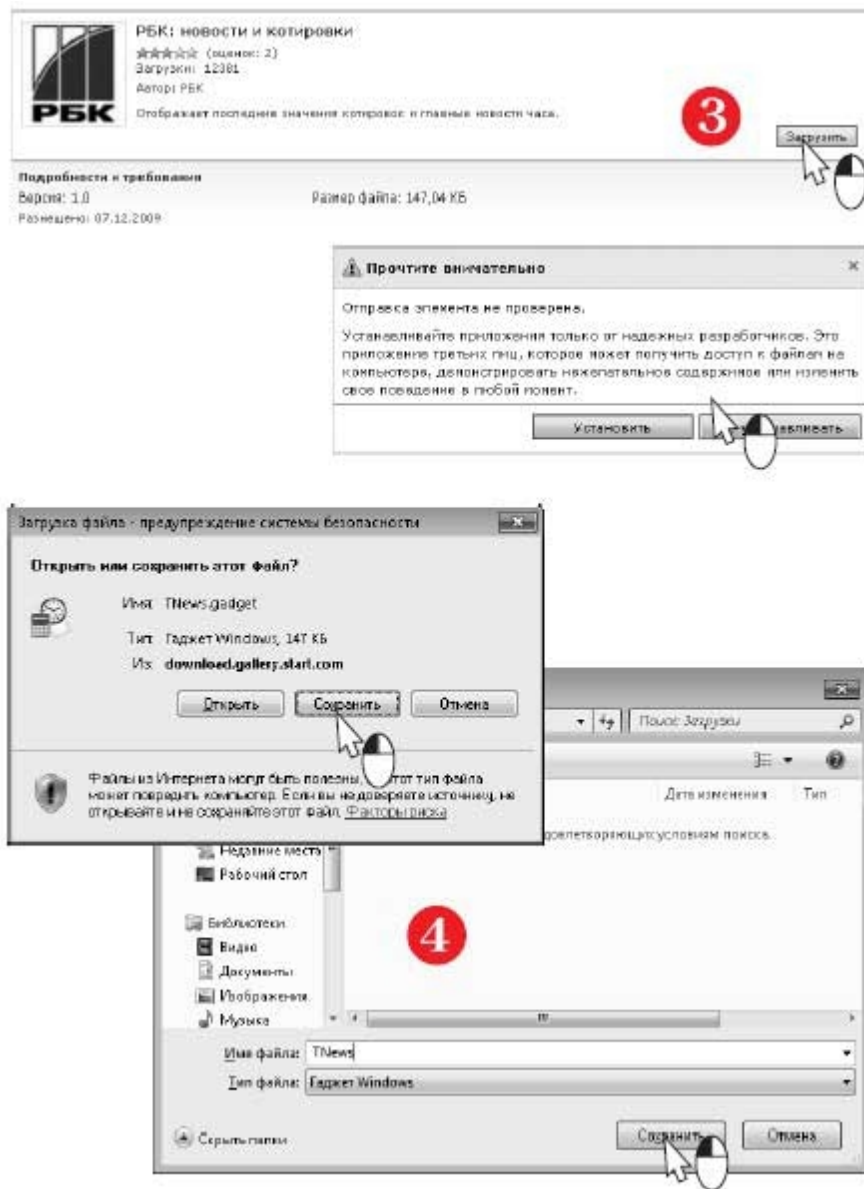 РБК: новости и котировки
(оценок: 2)
Загрузки: 12381
Автор: РБК
РБК
Отображает последние значения котировок и главные новости часа.
3
Загрузить
Подробности и требования
Версия: 1.0
Размер файла: 147,04 КБ
Размещено: 07.12.2009
Прочтите внимательно
Отправка элемента не проверена.
Устанавливайте приложения только от надежных разработчиков. Это
приложение третьих лиц, которое может получить доступ к файлам на
компьютере, демонстрировать нежелательное содержимое или изменить
свое поведение в любой момент.
Установить
Загрузка файла - предупреждение системы безопасности
Открыть или сохранить этот файл?
Имя: TNews.gadget
Тип: Гаджет Windows, 147 КБ
Из: download.gallery.start.com
Открыть Сохранить Отмена
Файлы из Интернета могут быть полезны, тот тип файла
может повредить компьютер. Если вы не доверяете источнику, не
открывайте и не сохраняйте этот файл. Факторы риска
Поиск: Загрузки
Дата изменения Тип
условиям поиска.
Недавние места
Рабочий стол
Библиотеки
Видео
Документы
Изображения
Музыка
4
Имя файла: TNews
Тип файла: Гаджет Windows
Скрыть папки
Сохранить Отмена